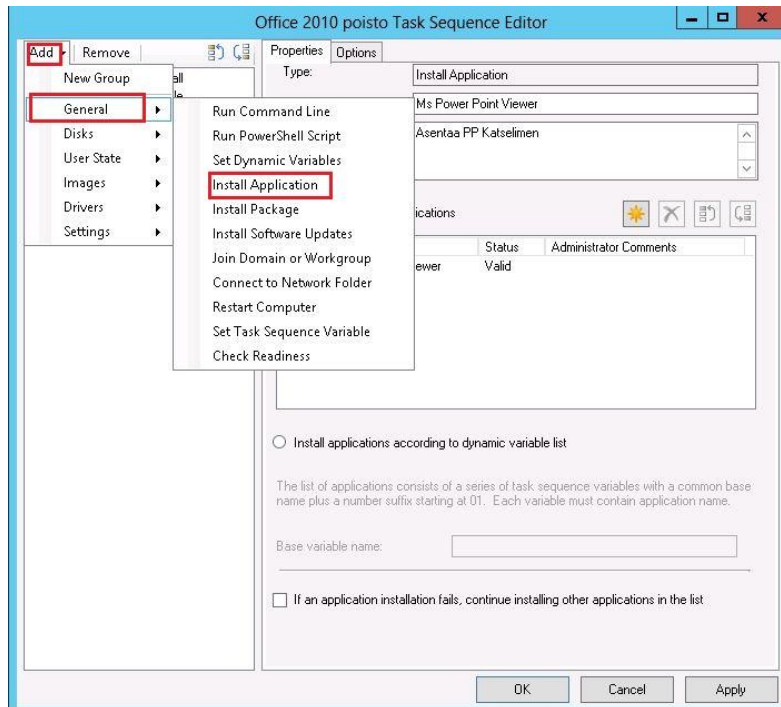 Office 2010 poisto Task Sequence Editor
Add
Remove
Properties
Options
New Group
all
General
Disks
User State
Images
Drivers
Settings
Run Command Line
Run PowerShell Script
Set Dynamic Variables
Install Application
Install Package
Install Software Updates
Join Domain or Workgroup
Connect to Network Folder
Restart Computer
Set Task Sequence Variable
Check Readiness
Type:
Install Application
Ms Power Point Viewer
Asentaa PP Katselimen
ications
Status
Administrator Comments
ewer
Valid
Install applications according to dynamic variable list
The list of applications consists of a series of task sequence variables with a common base
name plus a number suffix starting at 01. Each variable must contain application name.
Base variable name:
If an application installation fails, continue installing other applications in the list
OK
Cancel
Apply